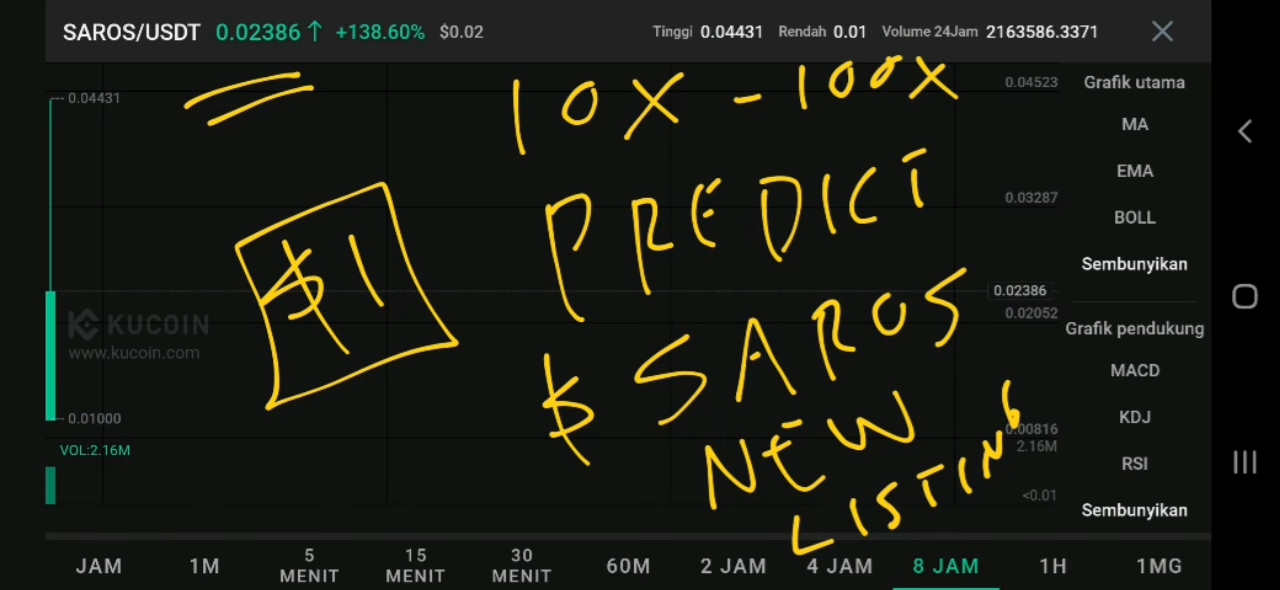 SAROS/USDT 0.02386 ↑ +138.60% $0.02 Tinggi 0.04431 Rendah 0.01 Volume 24Jam 2163586.3371
0.04431
10X - 100X
0.04523
Grafik utama
MA
EMA
BOLL
Sembunyikan
PREDICT
0.03287
$1
0.02386
0.02052
KUCOIN
www.kucoin.com
$ SAROS
Grafik pendukung
MACD
KDJ
RSI
Sembunyikan
0.01000
NEW
LISTING
0.00816
2.16M
<0.01
VOL:2.16M
JAM 1M 5 MENIT 15 MENIT 30 MENIT 60M 2 JAM 4 JAM 8 JAM 1H 1MG